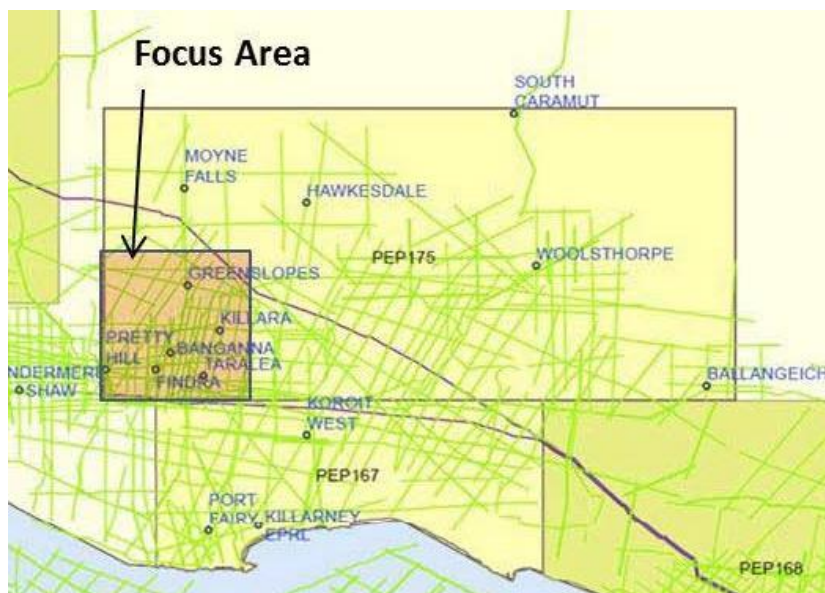 Focus Area
SOUTH
CARAMUT
MOYNE
FALLS
HAWKESDALE
PEP175
WOOLSTHORPE
GREENSLOPES
KILLARA
PRETTY
HILL
BANGANNA
TARALEA
FINDRA
NDERMERE
SHAW
BALLANGEICH
KOROIT
WEST
PEP167
PORT
FAIRY
KILLARNEY
EPRL
PEP168